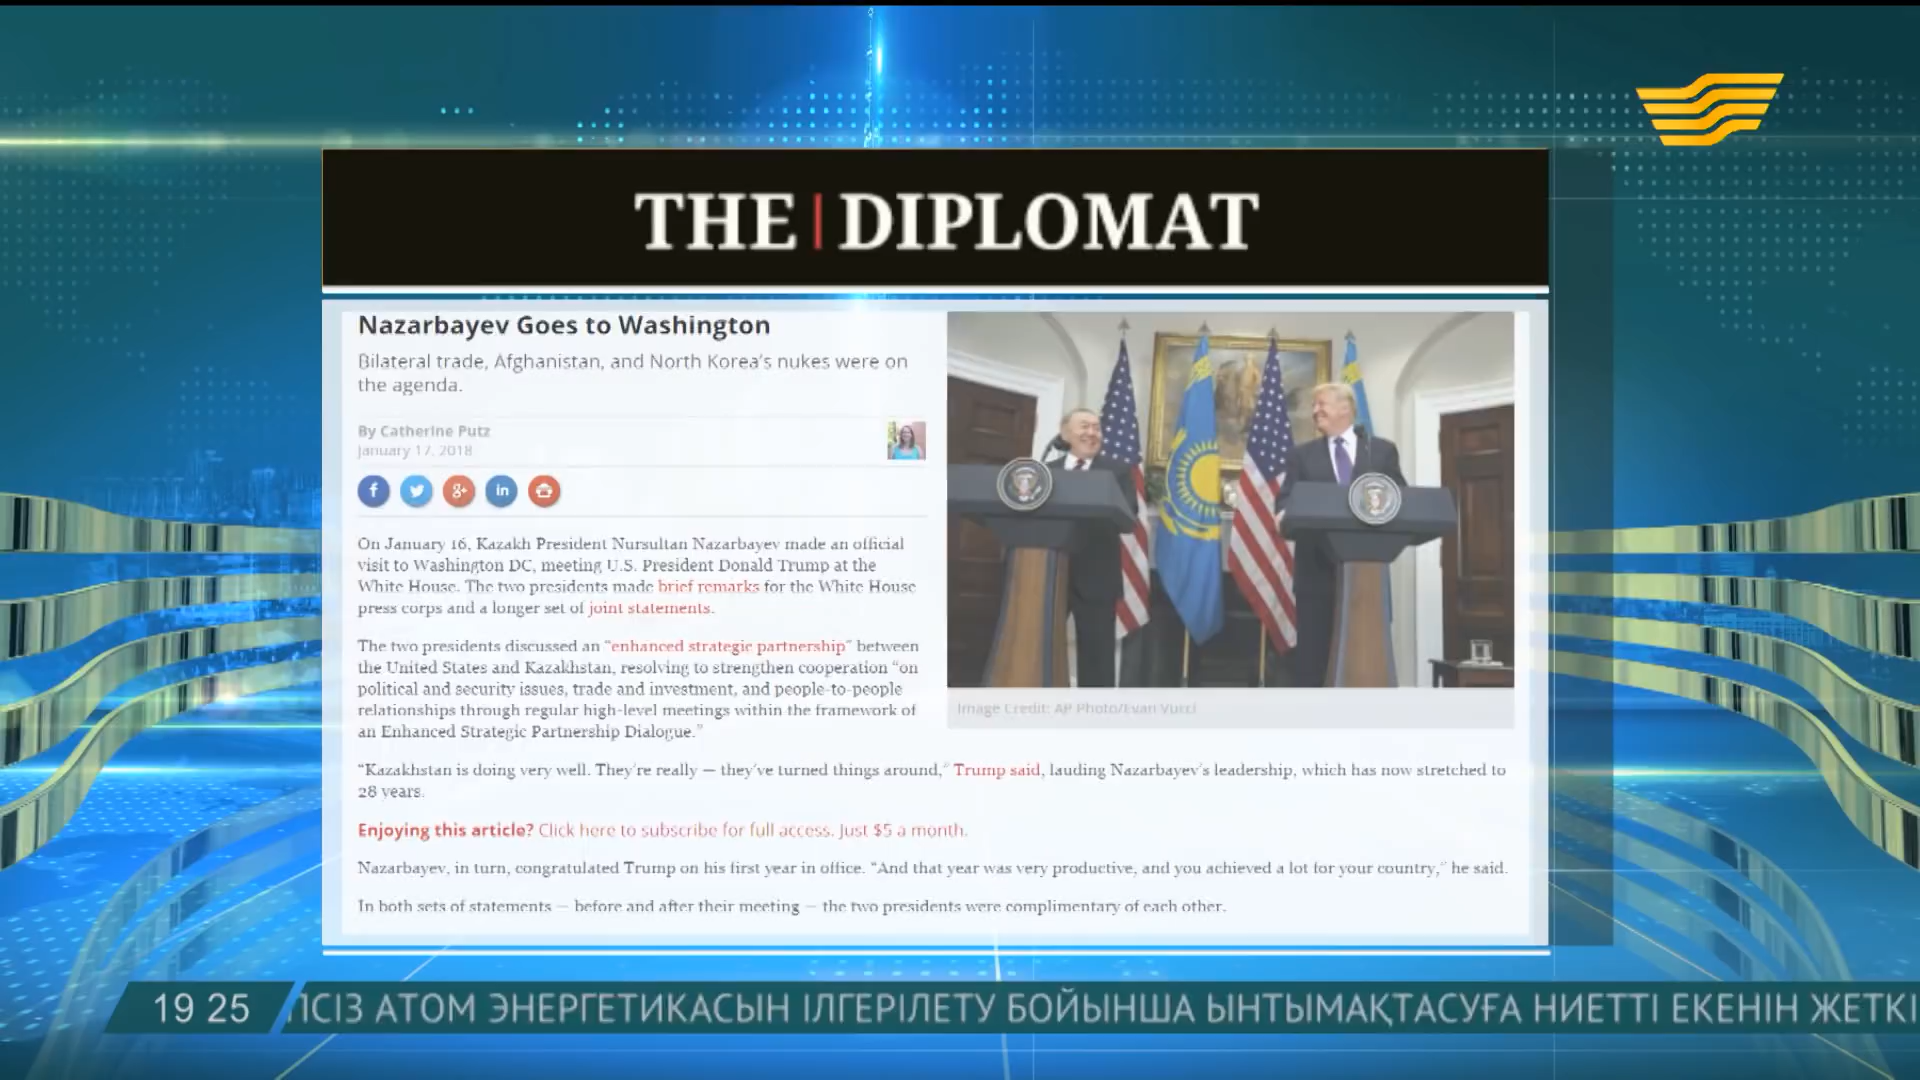 THE | DIPLOMAT
Nazarbayev Goes to Washington
Bilateral trade, Afghanistan, and North Korea's nukes were on
the agenda.
By Catherine Putz
January 17, 2018
On January 16, Kazakh President Nursultan Nazarbayev made an official
visit to Washington DC, meeting U.S. President Donald Trump at the
White House. The two presidents made brief remarks for the White House
press corps and a longer set of joint statements.
The two presidents discussed an “enhanced strategic partnership” between
the United States and Kazakhstan, resolving to strengthen cooperation “on
political and security issues, trade and investment, and people-to-people
relationships through regular high-level meetings within the framework of
an Enhanced Strategic Partnership Dialogue.”
Image Credit: AP Photo/Evan Vucci
“Kazakhstan is doing very well. They're really — they've turned things around,” Trump said, lauding Nazarbayev's leadership, which has now stretched to
28 years.
Enjoying this article? Click here to subscribe for full access. Just $5 a month.
Nazarbayev, in turn, congratulated Trump on his first year in office. “And that year was very productive, and you achieved a lot for your country,” he said.
In both sets of statements — before and after their meeting — the two presidents were complimentary of each other.
19 25 ПСІЗ АТОМ ЭНЕРГЕТИКАСЫН ІЛГЕРІЛЕТУ БОЙЫНША ЫНТЫМАҚТАСУҒА НИЕТТІ ЕКЕНІН ЖЕТКІ